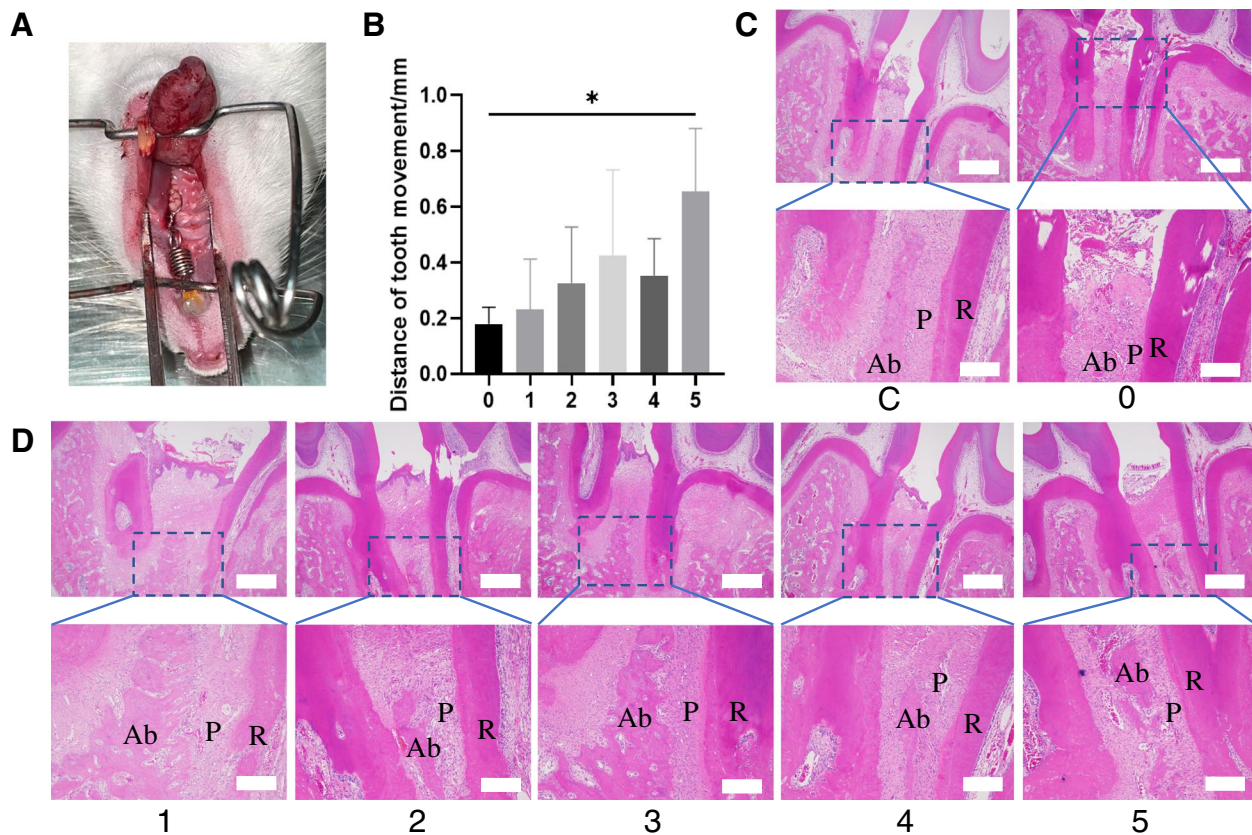 A
B
Distance of tooth movement/mm
1.0
0.8
0.6
0.4
0.2
0.0
*
0 1 2 3 4 5
C
Ab P R
C
Ab P R
0
D
Ab P R
1
Ab P R
2
Ab P R
3
Ab P R
4
Ab P R
5